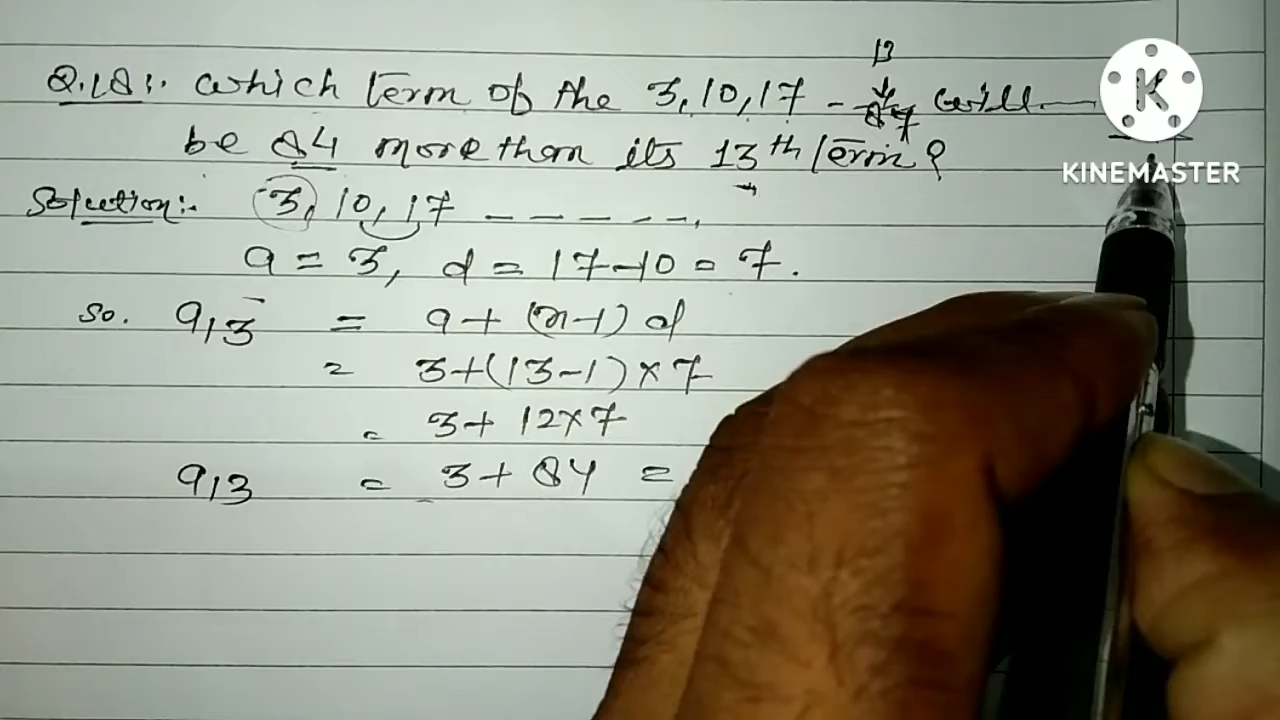 13
Q.18:. Which term of the 3, 10, 17 - 87 will
be 84 more than its 13th term?
Solution:. 3, 10, 17 ------,
a = 3, d = 17-10 = 7.
So. a13 = a + (n-1) d
= 3+(13-1)×7
= 3+ 12×7
a13 = 3+ 84 =
K
KINEMASTER